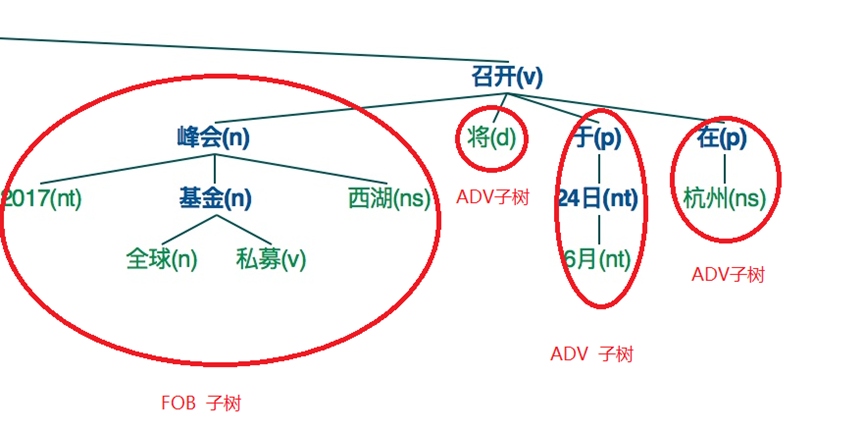 召开(v)
峰会(n) 将(d) 于(p) 在(p)
2017(nt) 基金(n) 西湖(ns) ADV子树 24日(nt) 杭州(ns)
全球(n) 私募(v) 6月(nt) ADV子树
ADV 子树
FOB 子树